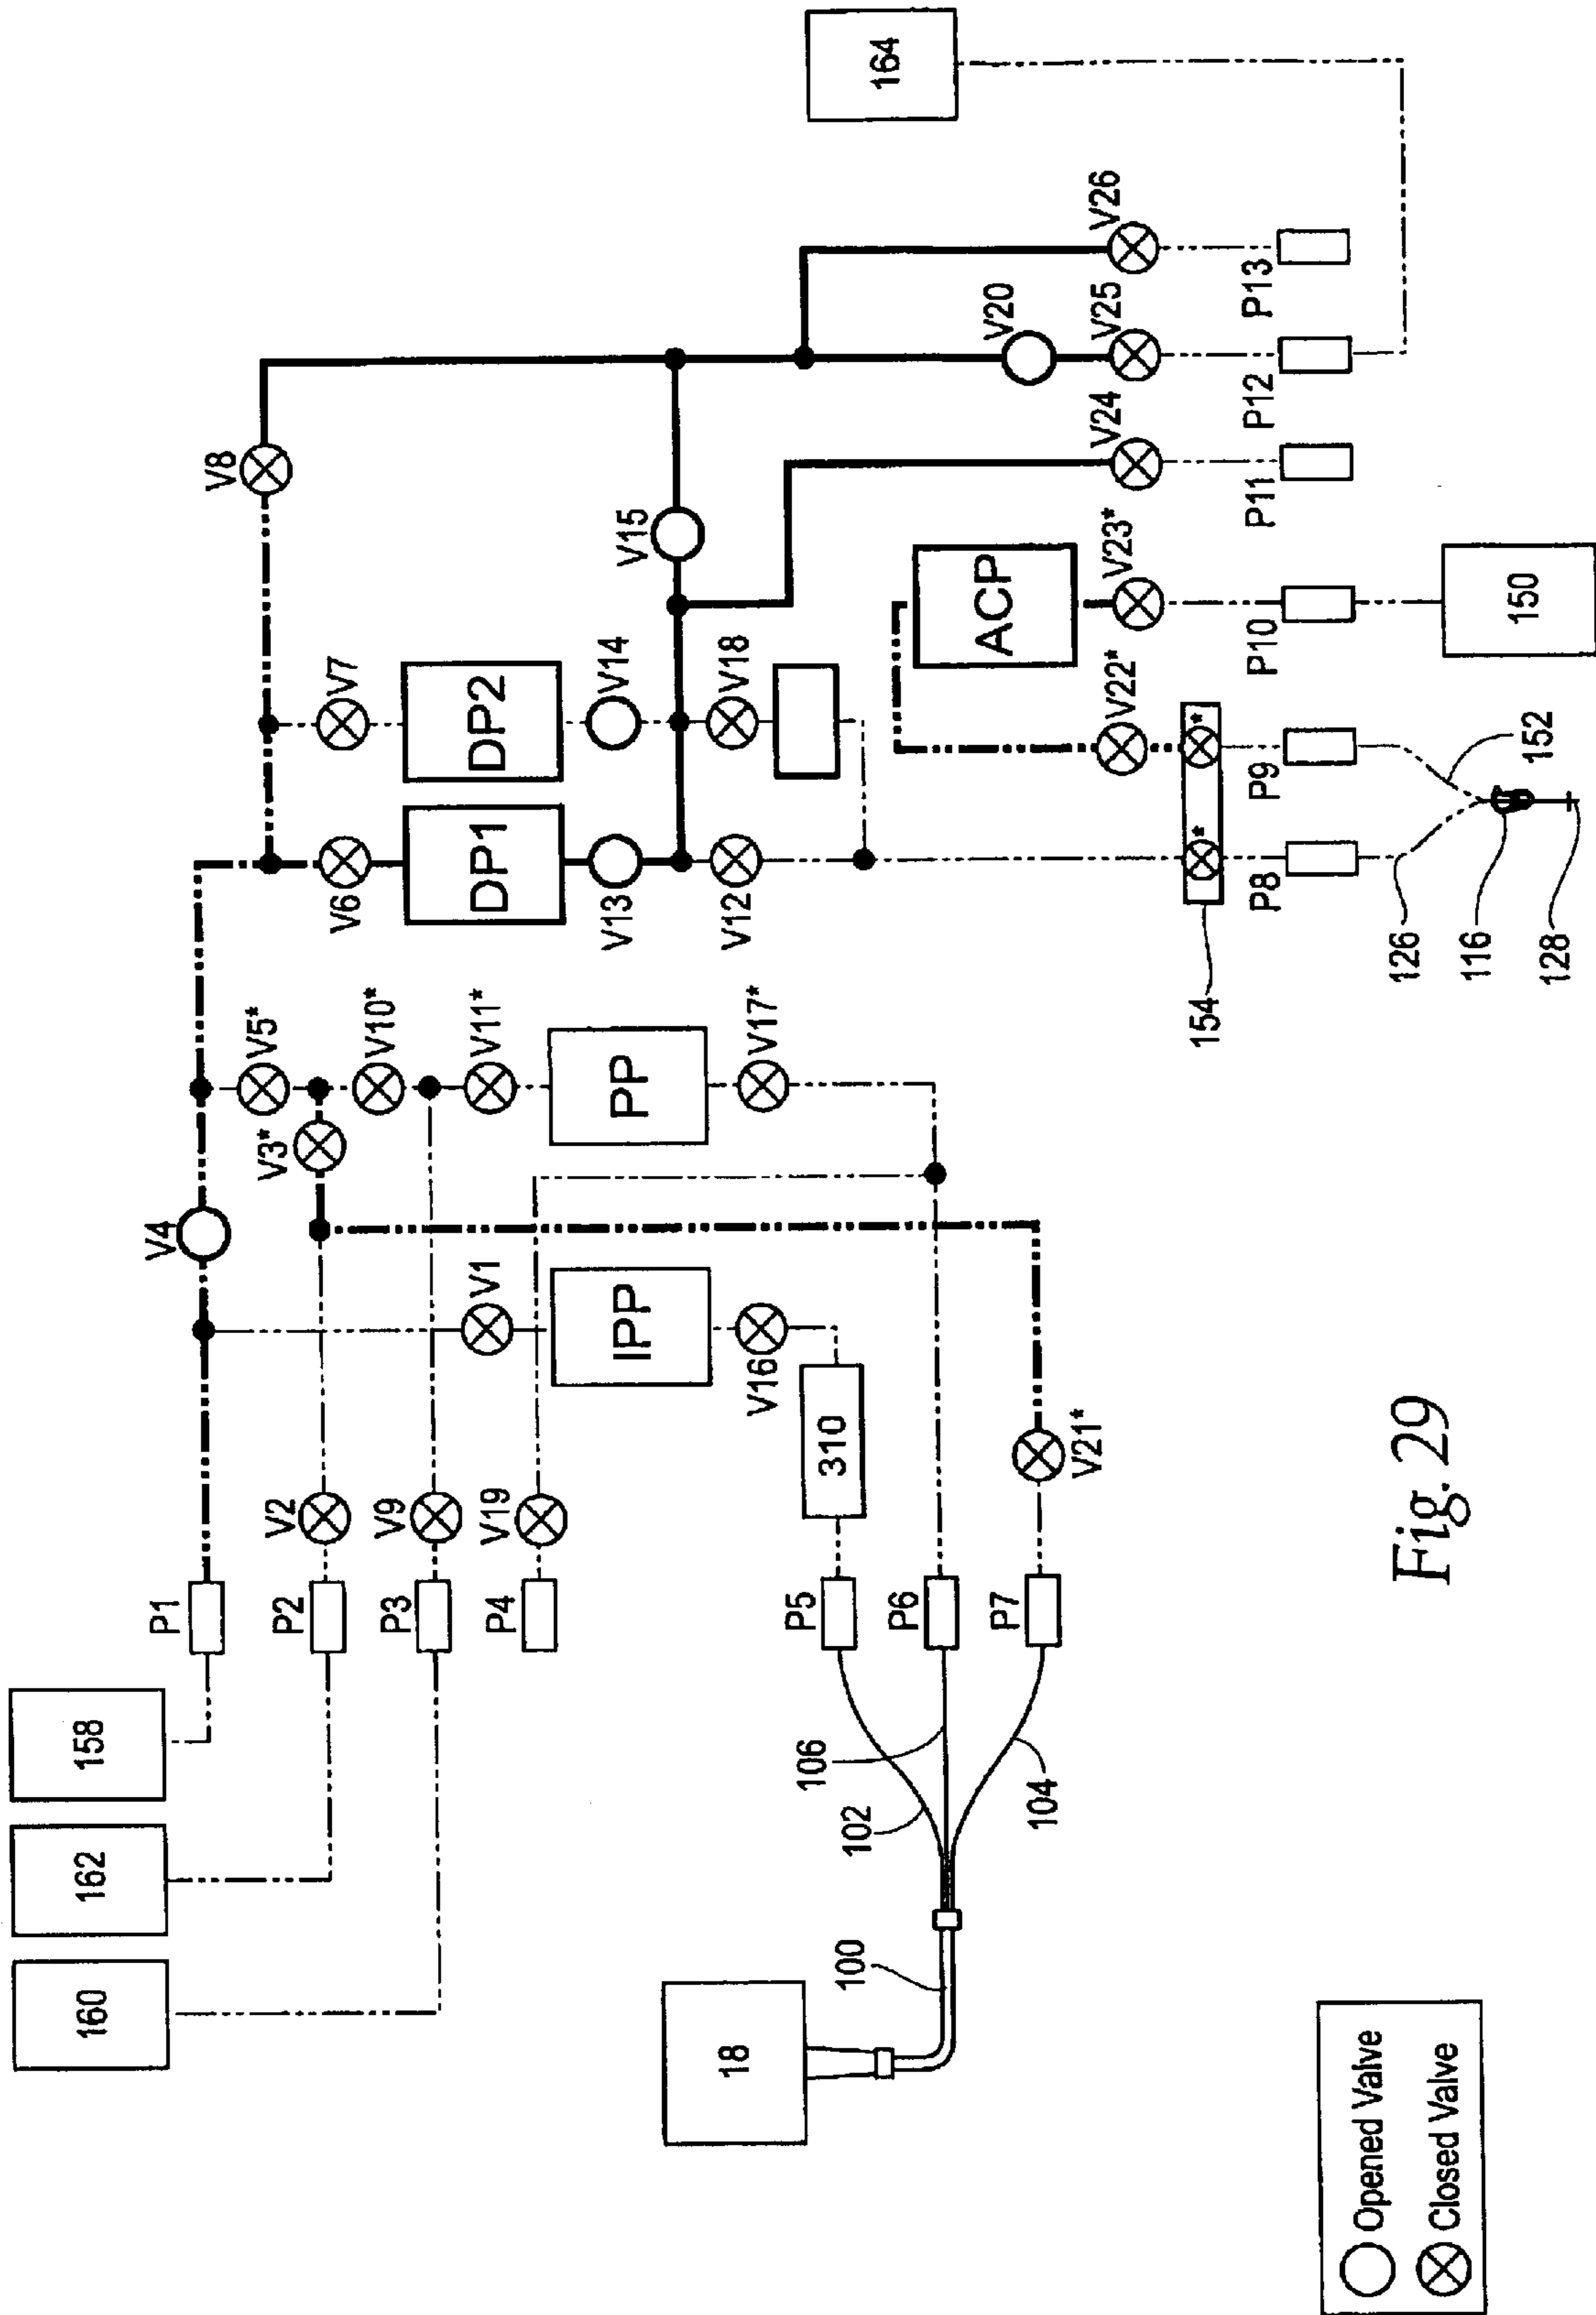 160
162
158
P1
P2
P3
P4
V2
V9
V19
V4
V1
V3*
V5*
V10*
V11*
IPP
PP
V16
V17*
310
P5
P6
P7
V21*
18
100
102
106
104
V6
V7
V8
DP1
DP2
V13
V14
V15
V12
V18
ACP
V22*
V23*
V24
V20
V25
V26
*
*
154
P8
P9
P10
P11
P12
P13
126
116
128
152
150
164
Opened Valve
Closed Valve
Fig. 29